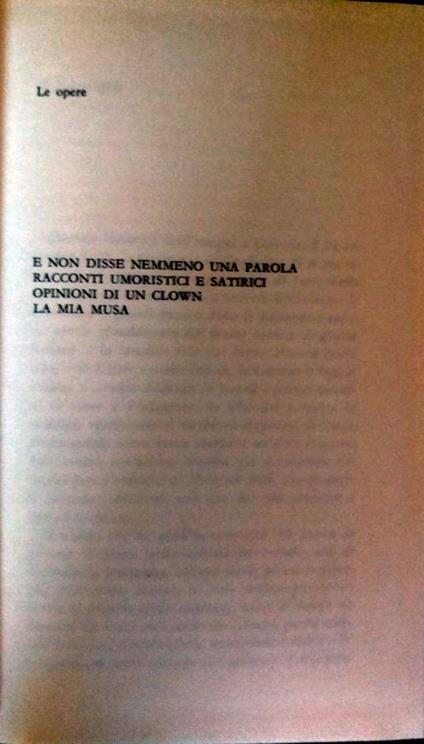 Le opere
E NON DISSE NEMMENO UNA PAROLA
RACCONTI UMORISTICI E SATIRICI
OPINIONI DI UN CLOWN
LA MIA MUSA